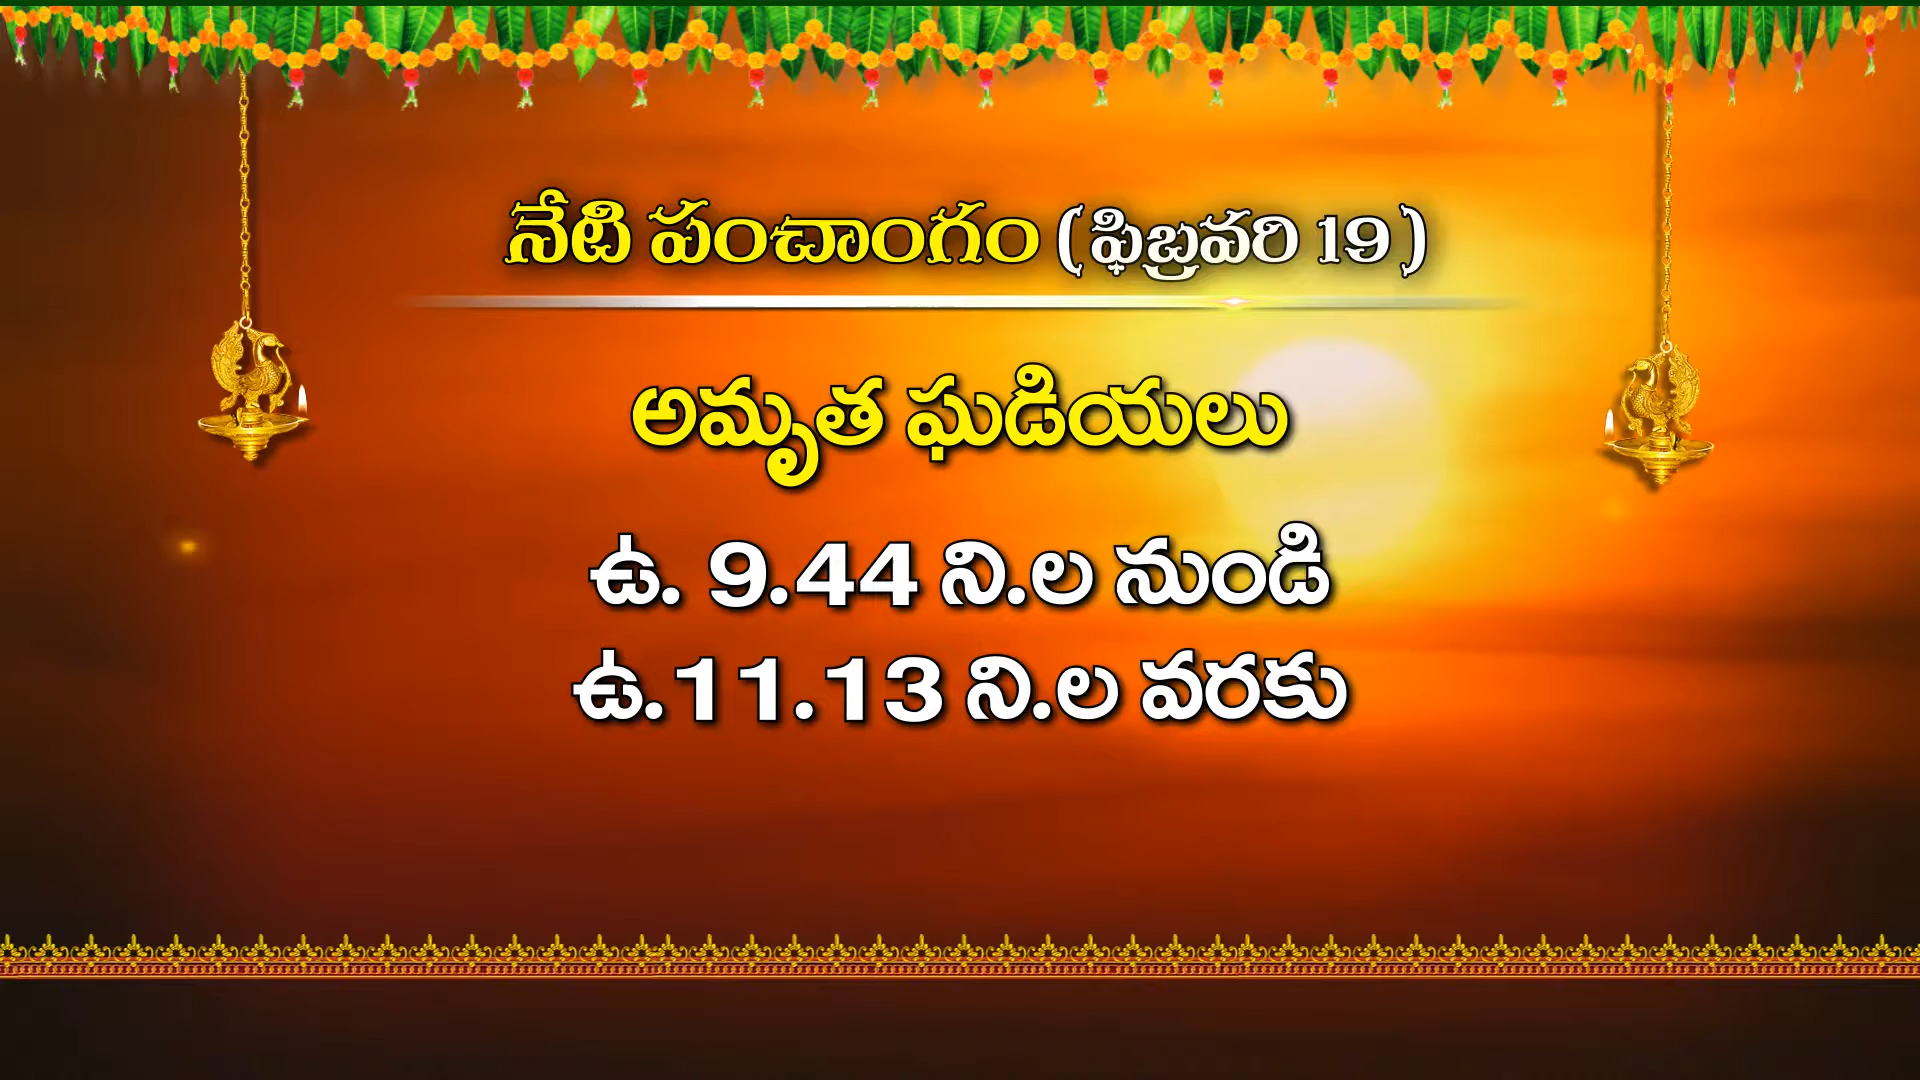 నేటి పంచాంగం ( ఫిబ్రవరి 19 )
అమృత ఘడియలు
ఉ. 9.44 ని.ల నుండి
ఉ.11.13 ని.ల వరకు